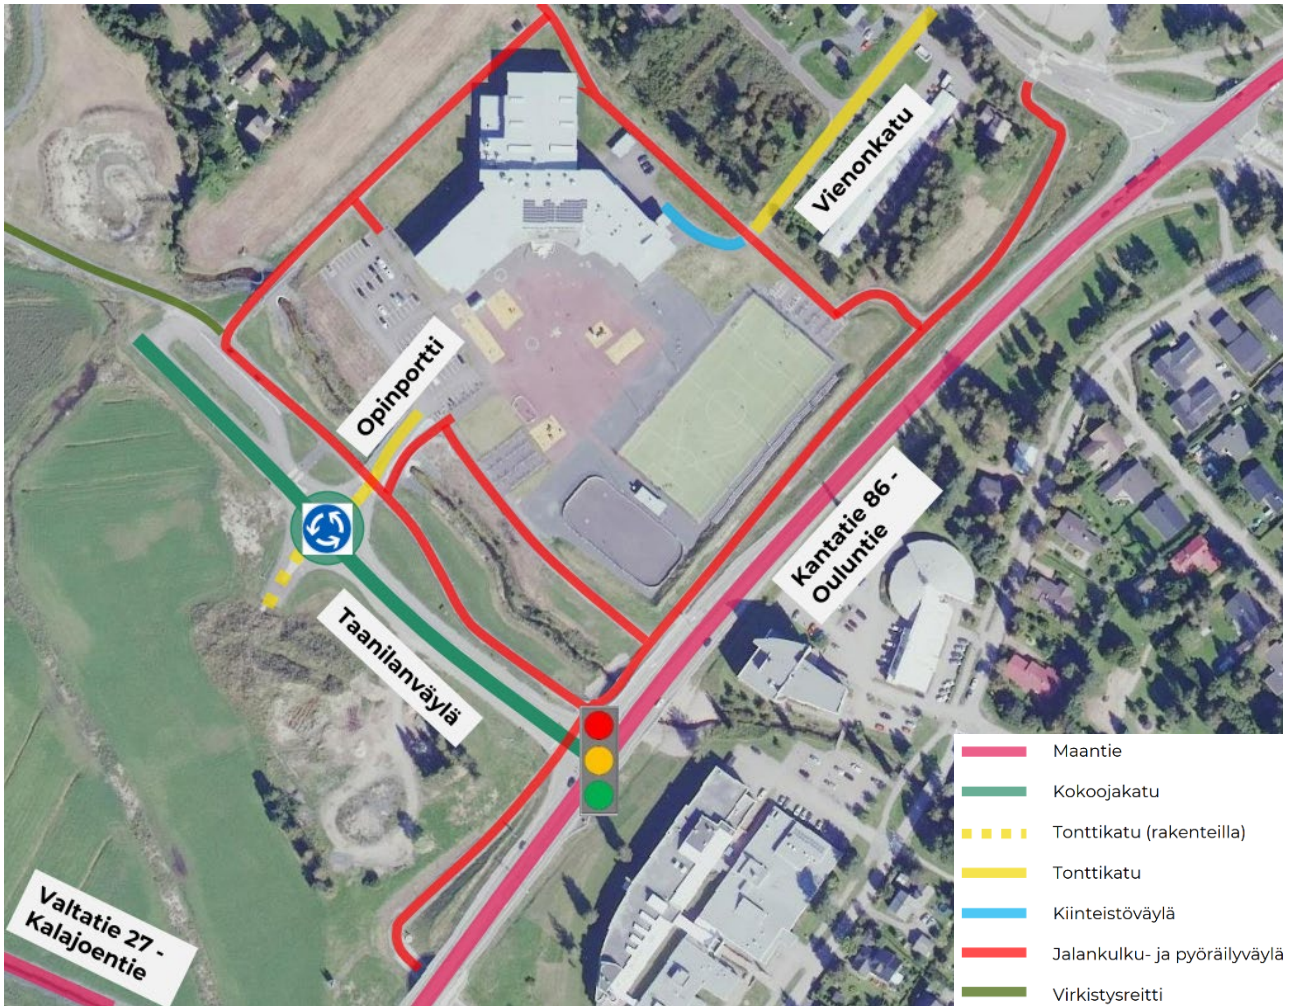 Vienonkatu
Opinportti
Kantatie 86 -
Ouluntie
Taanilanväylä
Valtatie 27 -
Kalajoentie
Maantie
Kokoojakatu
Tonttikatu (rakenteilla)
Tonttikatu
Kiinteistöväylä
Jalankulku- ja pyöräilyväylä
Virkistysreitti